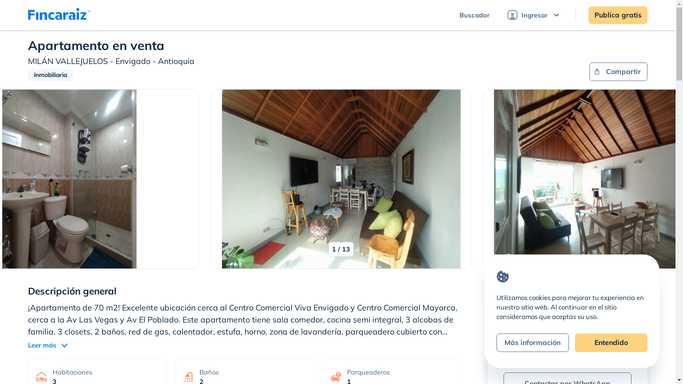 Fincaraiz
Buscador
Ingresar
Publica gratis
Apartamento en venta
MILÁN VALLEJUELOS - Envigado - Antioquia
Inmobiliaria
Compartir
1 / 13
Descripción general
¡Apartamento de 70 m2! Excelente ubicación cerca al Centro Comercial Viva Envigado y Centro Comercial Mayorca,
cerca a la Av Las Vegas y Av El Poblado. Este apartamento tiene sala comedor, cocina semi integral, 3 alcobas de
familia, 3 closets, 2 baños, red de gas, calentador, estufa, horno, zona de lavandería, parqueadero cubierto con...
Leer más
Habitaciones
3
Baños
2
Parqueaderos
1
Utilizamos cookies para mejorar tu experiencia en
nuestro sitio web. Al continuar en el sitio
consideramos que aceptas su uso.
Más información
Entendido
Contactar por WhatsApp